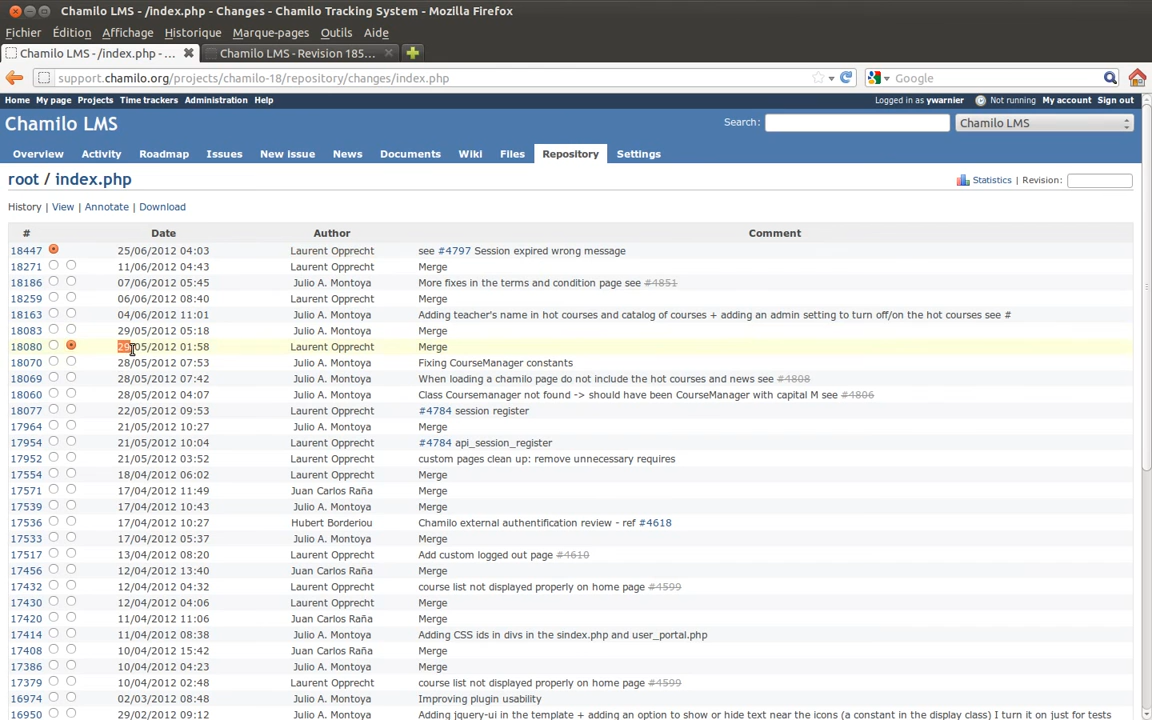 Chamilo LMS - /index.php - Changes - Chamilo Tracking System - Mozilla Firefox
Fichier Édition Affichage Historique Marque-pages Outils Aide
Chamilo LMS - /index.php - ... Chamilo LMS - Revision 185...
support.chamilo.org/projects/chamilo-18/repository/changes/index.php Google
Home My page Projects Time trackers Administration Help Logged in as ywarnier Not running My account Sign out
Chamilo LMS Search: Chamilo LMS
Overview Activity Roadmap Issues New issue News Documents Wiki Files Repository Settings
root / index.php Statistics | Revision:
History | View | Annotate | Download
# Date Author Comment
18447 25/06/2012 04:03 Laurent Opprecht see #4797 Session expired wrong message
18271 11/06/2012 04:43 Laurent Opprecht Merge
18186 07/06/2012 05:45 Julio A. Montoya More fixes in the terms and condition page see #4851
18259 06/06/2012 08:40 Laurent Opprecht Merge
18163 04/06/2012 11:01 Julio A. Montoya Adding teacher's name in hot courses and catalog of courses + adding an admin setting to turn off/on the hot courses see #
18083 29/05/2012 05:18 Julio A. Montoya Merge
18080 29/05/2012 01:58 Laurent Opprecht Merge
18070 28/05/2012 07:53 Julio A. Montoya Fixing CourseManager constants
18069 28/05/2012 07:42 Julio A. Montoya When loading a chamilo page do not include the hot courses and news see #4808
18060 28/05/2012 04:07 Julio A. Montoya Class Coursemanager not found -> should have been CourseManager with capital M see #4806
18077 22/05/2012 09:53 Laurent Opprecht #4784 session register
17964 21/05/2012 10:27 Julio A. Montoya Merge
17954 21/05/2012 10:04 Laurent Opprecht #4784 api_session_register
17952 21/05/2012 03:52 Laurent Opprecht custom pages clean up: remove unnecessary requires
17554 18/04/2012 06:02 Laurent Opprecht Merge
17571 17/04/2012 11:49 Juan Carlos Raña Merge
17539 17/04/2012 10:43 Julio A. Montoya Merge
17536 17/04/2012 10:27 Hubert Borderiou Chamilo external authentification review - ref #4618
17533 17/04/2012 05:37 Julio A. Montoya Merge
17517 13/04/2012 08:20 Laurent Opprecht Add custom logged out page #4610
17456 12/04/2012 13:40 Juan Carlos Raña Merge
17432 12/04/2012 04:32 Laurent Opprecht course list not displayed properly on home page #4599
17430 12/04/2012 04:06 Laurent Opprecht Merge
17420 11/04/2012 11:06 Juan Carlos Raña Merge
17414 11/04/2012 08:38 Julio A. Montoya Adding CSS ids in divs in the sindex.php and user_portal.php
17408 10/04/2012 15:42 Juan Carlos Raña Merge
17386 10/04/2012 04:23 Julio A. Montoya Merge
17379 10/04/2012 02:48 Laurent Opprecht course list not displayed properly on home page #4599
16974 02/03/2012 08:48 Julio A. Montoya Improving plugin usability
16950 29/02/2012 09:12 Julio A. Montoya Adding jquery-ui in the template + adding an option to show or hide text near the icons (a constant in the display class) I turn it on just for tests